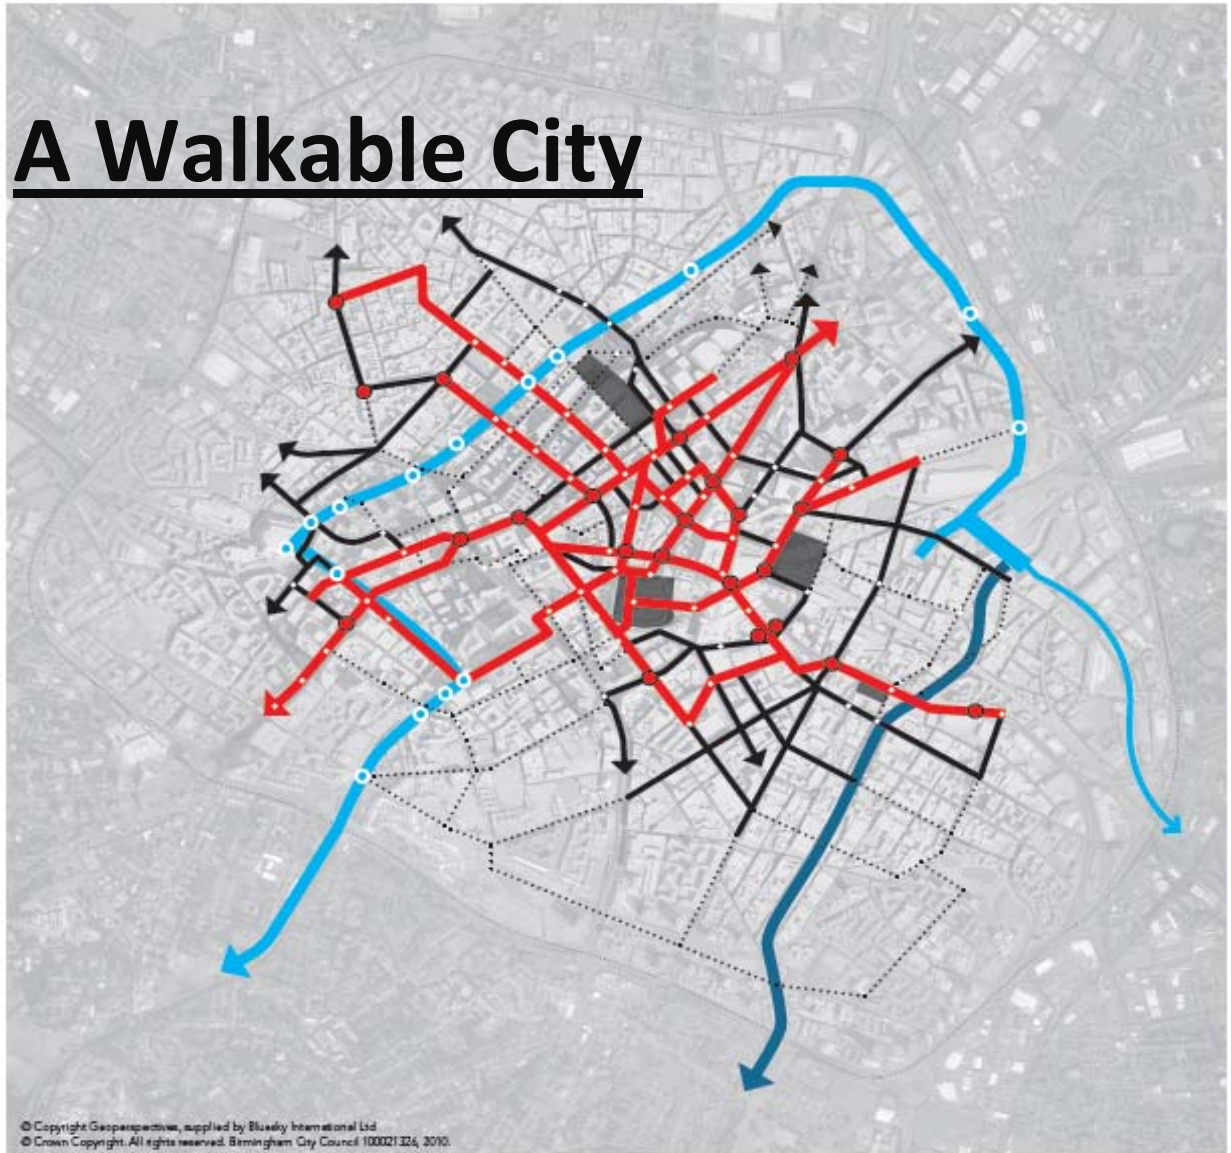 A Walkable City
© Copyright Geoperspectives, supplied by Bluesky International Ltd
© Crown Copyright. All rights reserved. Birmingham City Council 100021326, 2010.